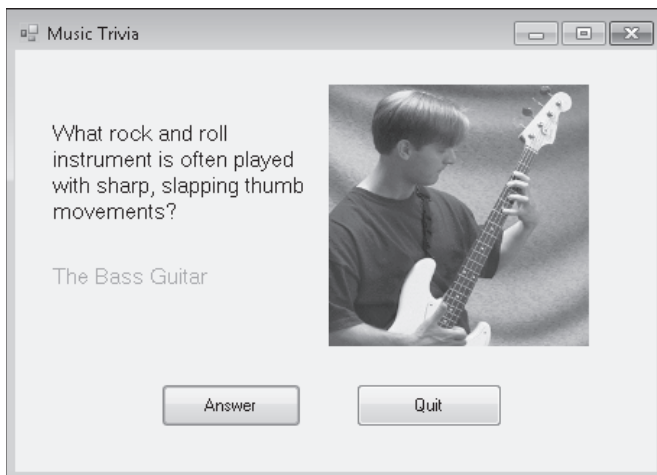 Music Trivia
What rock and roll
instrument is often played
with sharp, slapping thumb
movements?
The Bass Guitar
Answer
Quit